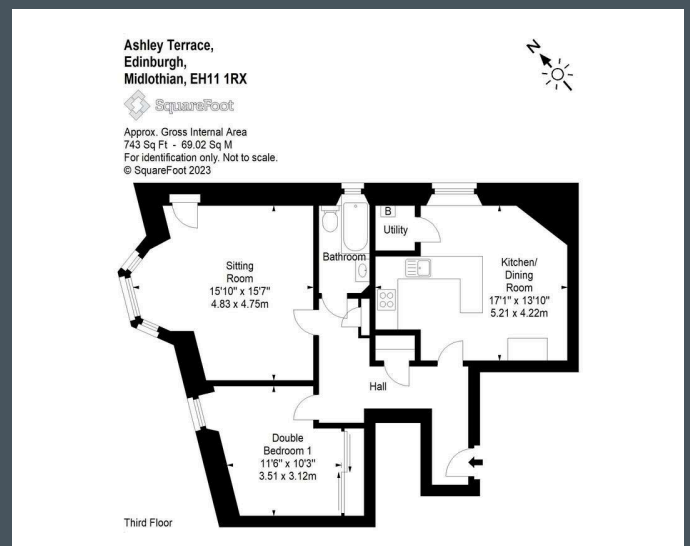 Ashley Terrace,
Edinburgh,
Midlothian, EH11 1RX
N
SquareFoot
Approx. Gross Internal Area
743 Sq Ft - 69.02 Sq M
For identification only. Not to scale.
© SquareFoot 2023
B
Utility
Bathroom
Sitting
Room
15'10" x 15'7"
4.83 x 4.75m
Kitchen/
Dining
Room
17'1" x 13'10"
5.21 x 4.22m
Hall
Double
Bedroom 1
11'6" x 10'3"
3.51 x 3.12m
Third Floor